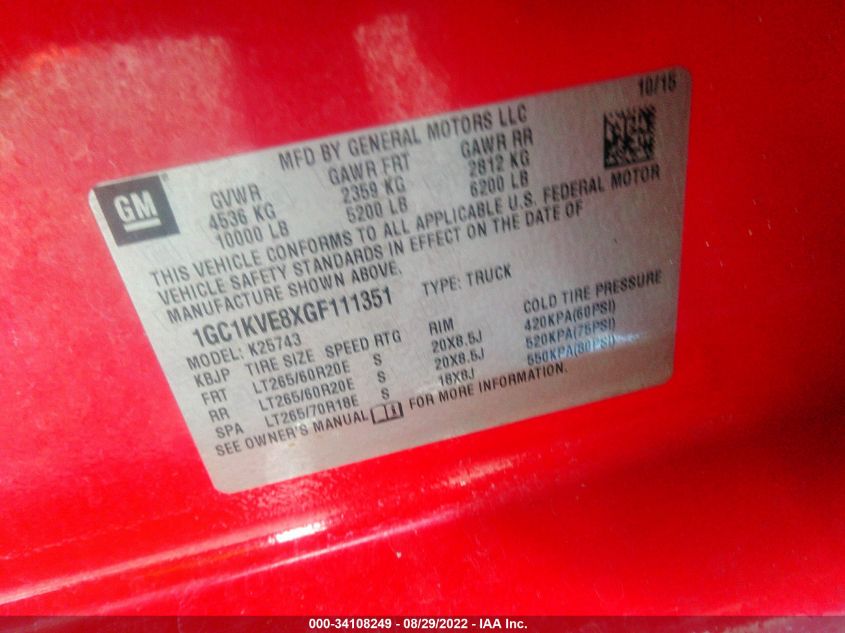 10/15
MFD BY GENERAL MOTORS LLC
GM
GVWR GAWR FRT GAWR RR
4536 KG 2359 KG 2812 KG
10000 LB 5200 LB 6200 LB
THIS VEHICLE CONFORMS TO ALL APPLICABLE U.S. FEDERAL MOTOR
VEHICLE SAFETY STANDARDS IN EFFECT ON THE DATE OF
MANUFACTURE SHOWN ABOVE.
1GC1KVE8XGF111351 TYPE: TRUCK
MODEL: K25743
KBJP TIRE SIZE SPEED RTG RIM COLD TIRE PRESSURE
FRT LT265/60R20E S 20X8.5J 420KPA(60PSI)
RR LT265/60R20E S 20X8.5J 520KPA(75PSI)
SPA LT265/70R18E S 18X8J 550KPA(80PSI)
SEE OWNER'S MANUAL FOR MORE INFORMATION.
000-34108249 - 08/29/2022 - IAA Inc.